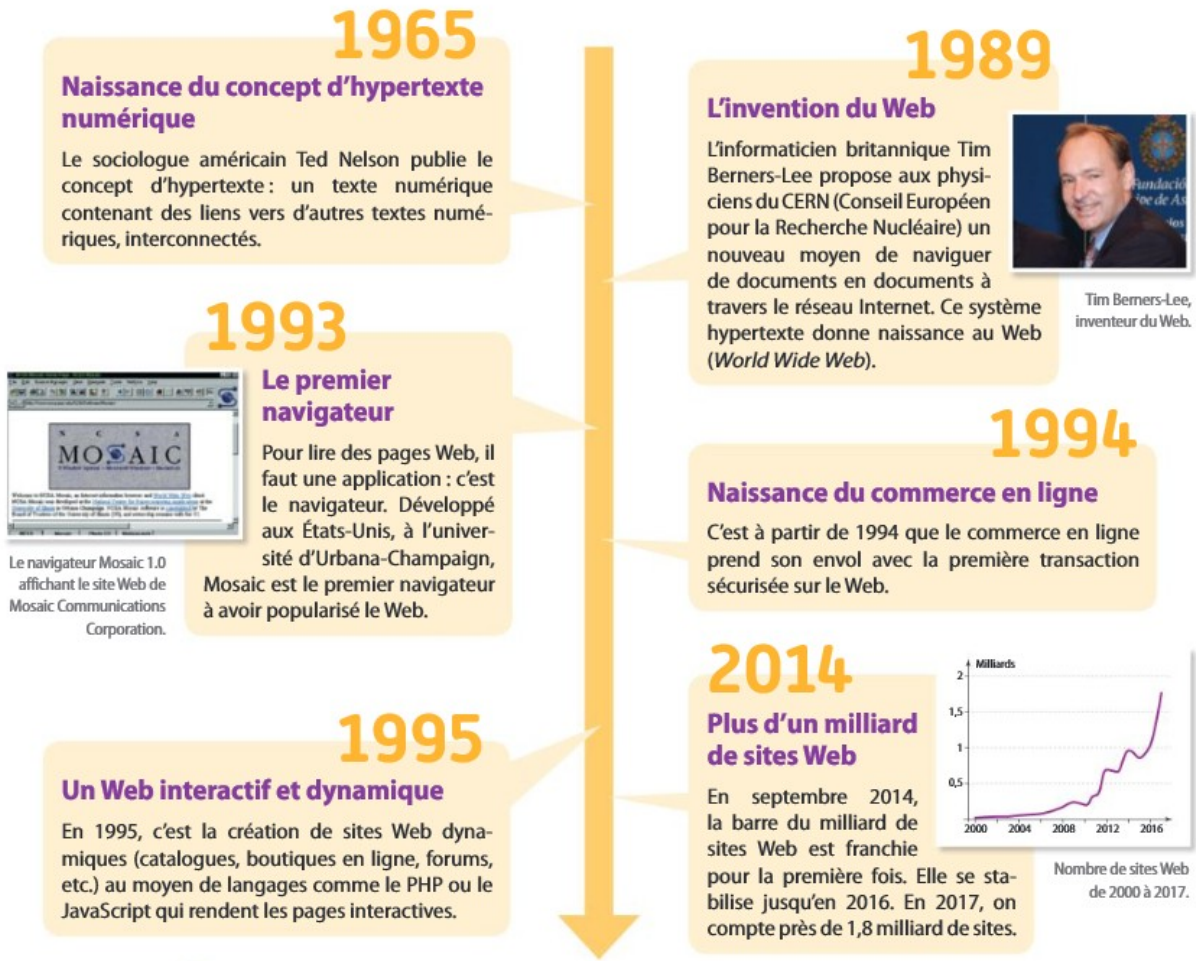 1965
Naissance du concept d'hypertexte
numérique
Le sociologue américain Ted Nelson publie le
concept d'hypertexte : un texte numérique
contenant des liens vers d'autres textes numé-
riques, interconnectés.
1989
L'invention du Web
L'informaticien britannique Tim
Berners-Lee propose aux physi-
ciens du CERN (Conseil Européen
pour la Recherche Nucléaire) un
nouveau moyen de naviguer
de documents en documents à
travers le réseau Internet. Ce système
hypertexte donne naissance au Web
(World Wide Web).
Fundació
Tim Berners-Lee,
inventeur du Web.
1993
Le premier
navigateur
Pour lire des pages Web, il
faut une application : c'est
le navigateur. Développé
aux États-Unis, à l'univer-
sité d'Urbana-Champaign,
Mosaic est le premier navigateur
à avoir popularisé le Web.
N C S A
MOSAIC
Le navigateur Mosaic 1.0
affichant le site Web de
Mosaic Communications
Corporation.
1994
Naissance du commerce en ligne
C'est à partir de 1994 que le commerce en ligne
prend son envol avec la première transaction
sécurisée sur le Web.
1995
Un Web interactif et dynamique
En 1995, c'est la création de sites Web dyna-
miques (catalogues, boutiques en ligne, forums,
etc.) au moyen de langages comme le PHP ou le
JavaScript qui rendent les pages interactives.
2014
Plus d'un milliard
de sites Web
En septembre 2014,
la barre du milliard de
sites Web est franchie
pour la première fois. Elle se sta-
bilise jusqu'en 2016. En 2017, on
compte près de 1,8 milliard de sites.
Milliards
2
1,5
1
0,5
2000 2004 2008 2012 2016
Nombre de sites Web
de 2000 à 2017.